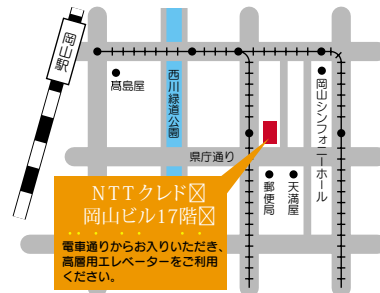 岡山駅
髙島屋
西川緑道公園
岡山シンフォニーホール
県庁通り
郵便局
天満屋
NTTクレド〼
岡山ビル17階〼
電車通りからお入りいただき、
高層用エレベーターをご利用
ください。